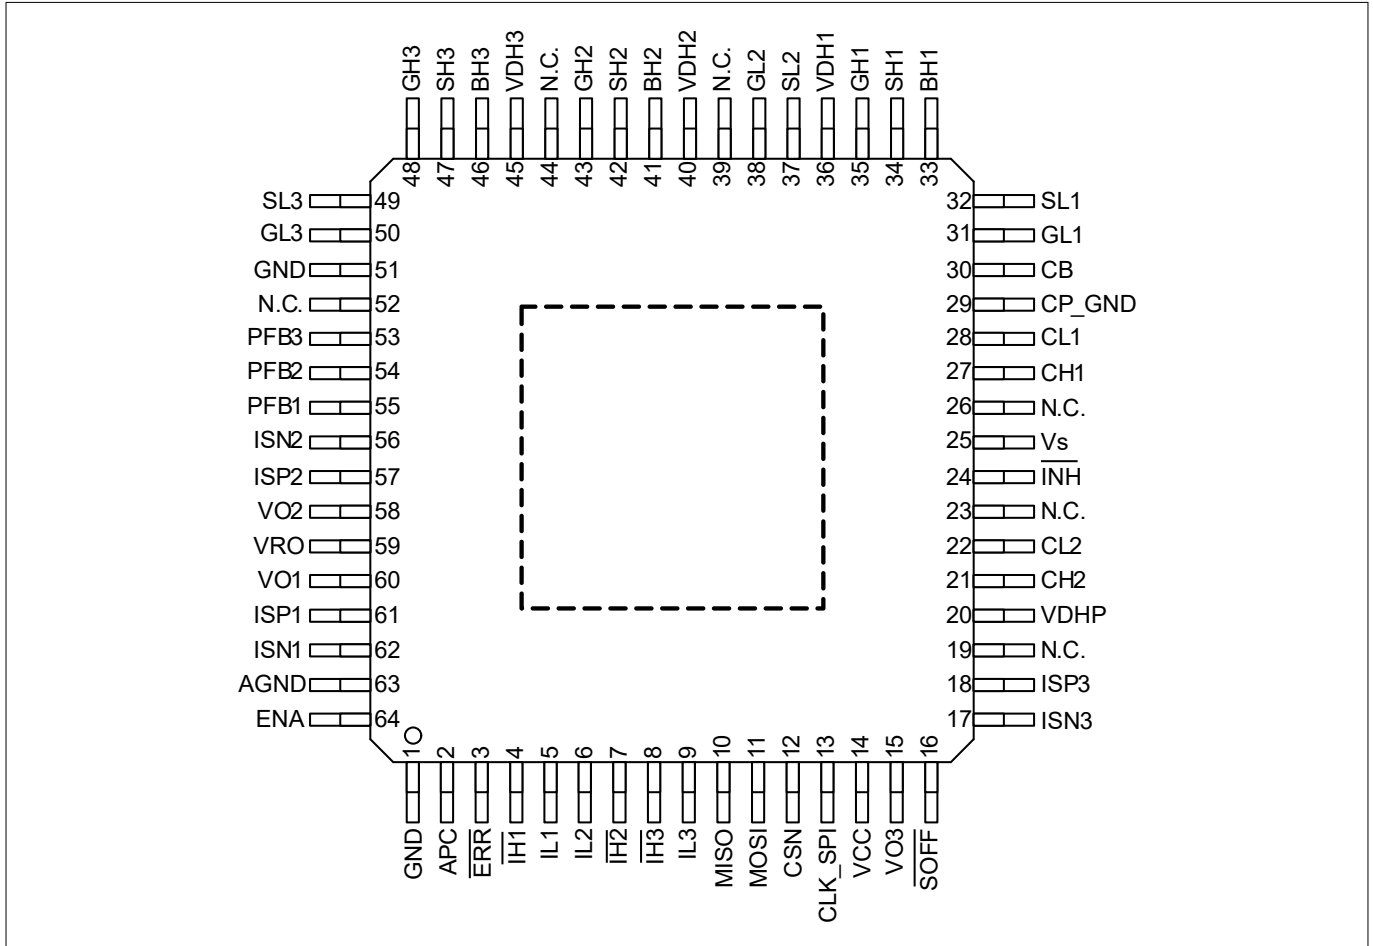 GH3 SH3 BH3 VDH3 N.C. GH2 SH2 BH2 VDH2 N.C. GL2 SL2 VDH1 GH1 SH1 BH1
48 47 46 45 44 43 42 41 40 39 38 37 36 35 34 33
SL3 49 32 SL1
GL3 50 31 GL1
GND 51 30 CB
N.C. 52 29 CP_GND
PFB3 53 28 CL1
PFB2 54 27 CH1
PFB1 55 26 N.C.
ISN2 56 25 Vs
ISP2 57 24 I̅N̅H̅
VO2 58 23 N.C.
VRO 59 22 CL2
VO1 60 21 CH2
ISP1 61 20 VDHP
ISN1 62 19 N.C.
AGND 63 18 ISP3
ENA 64 17 ISN3
1 2 3 4 5 6 7 8 9 10 11 12 13 14 15 16
GND APC E̅R̅R̅ I̅H̅1̅ IL1 IL2 I̅H̅2̅ I̅H̅3̅ IL3 MISO MOSI CSN CLK_SPI VCC VO3 S̅O̅F̅F̅